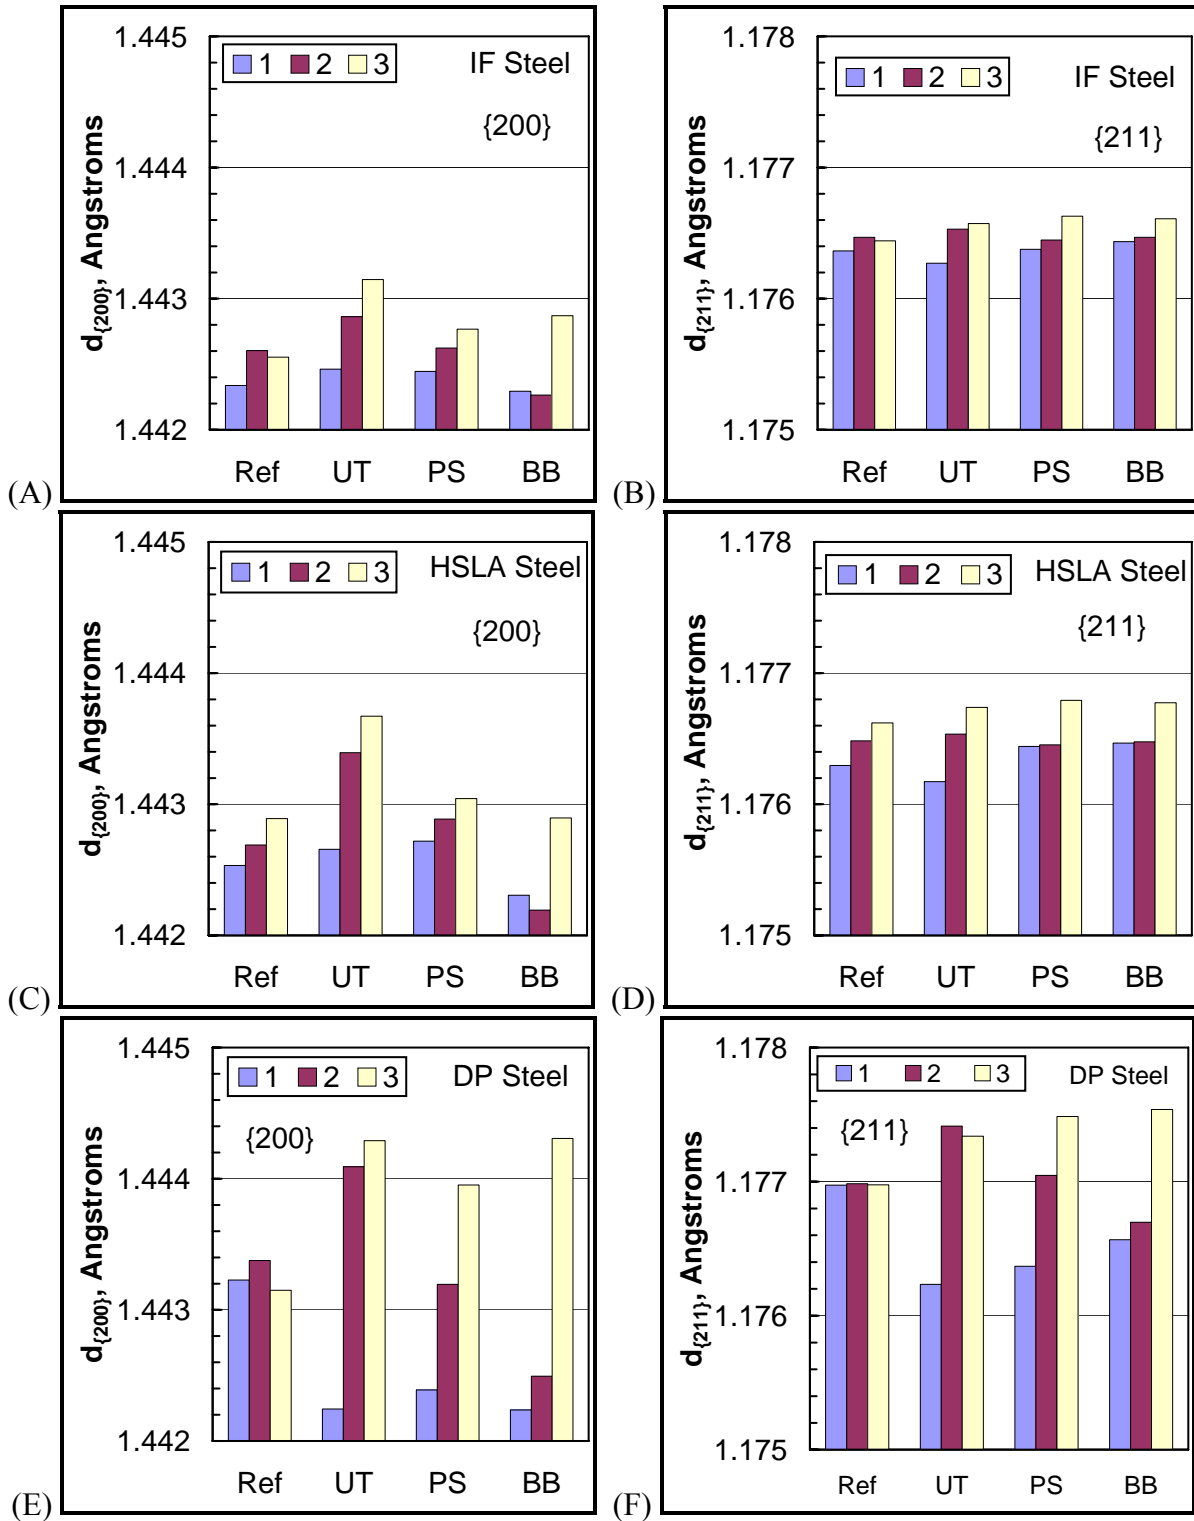 1.445
1 2 3 IF Steel
{200}
1.444
1.443
1.442
d{200}, Angstroms
Ref UT PS BB
(A)
1.178
1 2 3 IF Steel
{211}
1.177
1.176
1.175
d{211}, Angstroms
Ref UT PS BB
(B)
1.445
1 2 3 HSLA Steel
{200}
1.444
1.443
1.442
d{200}, Angstroms
Ref UT PS BB
(C)
1.178
1 2 3 HSLA Steel
{211}
1.177
1.176
1.175
d{211}, Angstroms
Ref UT PS BB
(D)
1.445
1 2 3 DP Steel
{200}
1.444
1.443
1.442
d{200}, Angstroms
Ref UT PS BB
(E)
1.178
1 2 3 DP Steel
{211}
1.177
1.176
1.175
d{211}, Angstroms
Ref UT PS BB
(F)